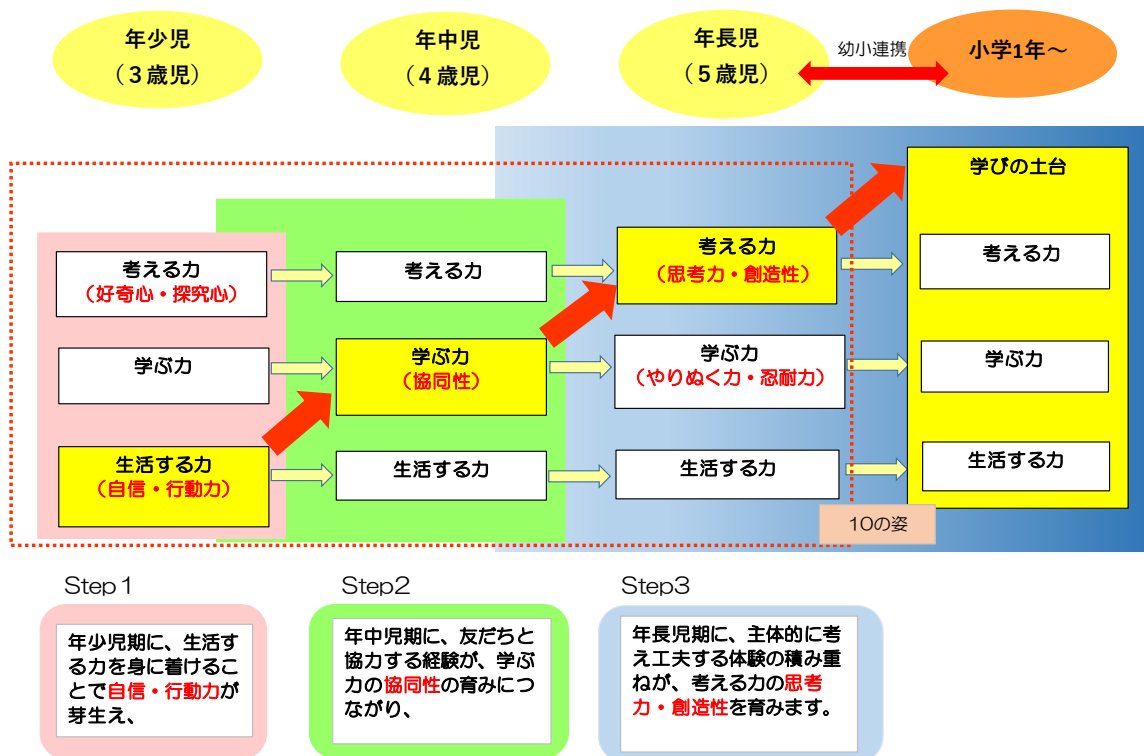 年少児
（３歳児）
年中児
（４歳児）
年長児
（５歳児）
幼小連携
小学1年～
学びの土台
考える力
（好奇心・探究心）
考える力
考える力
（思考力・創造性）
考える力
学ぶ力
学ぶ力
（協同性）
学ぶ力
（やりぬく力・忍耐力）
学ぶ力
生活する力
（自信・行動力）
生活する力
生活する力
生活する力
10の姿
Step１
年少児期に、生活す
る力を身に着けるこ
とで自信・行動力が
芽生え、
Step2
年中児期に、友だちと
協力する経験が、学ぶ
力の協同性の育みにつ
ながり、
Step3
年長児期に、主体的に考
え工夫する体験の積み重
ねが、考える力の思考
力・創造性を育みます。